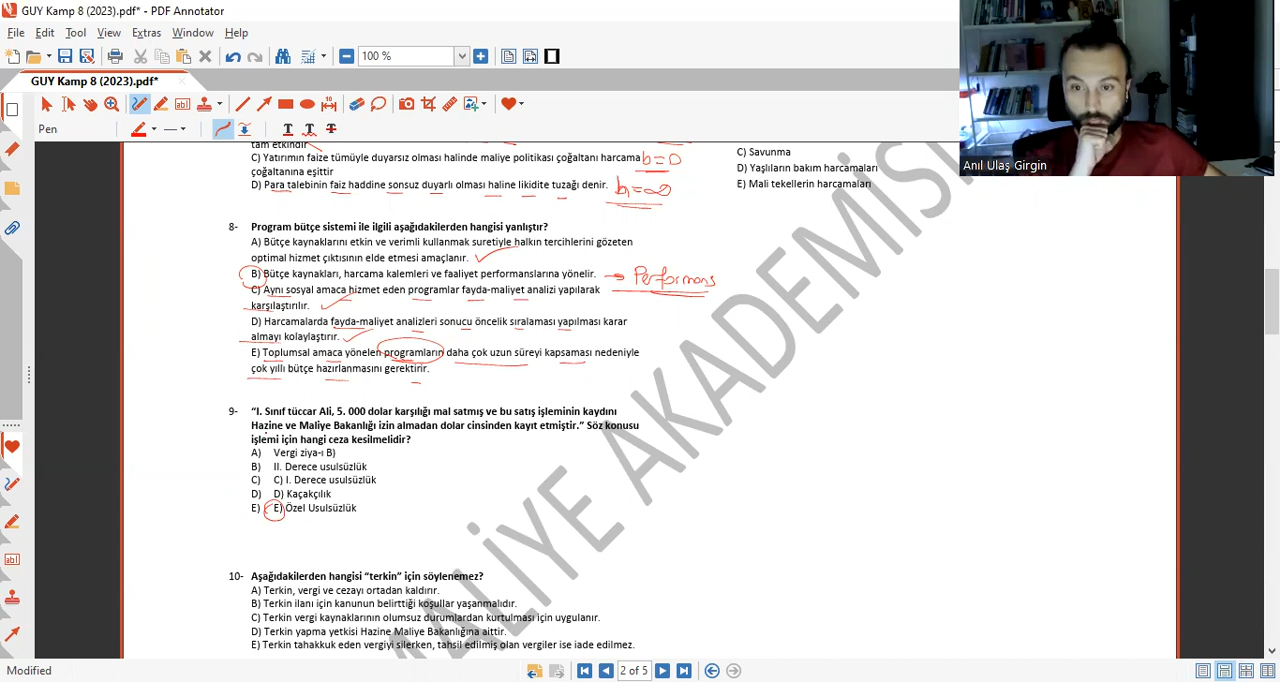 GUY Kamp 8 (2023).pdf* - PDF Annotator
File Edit Tool View Extras Window Help
100 %
GUY Kamp 8 (2023).pdf*
Pen
Anıl Ulaş Girgin
tam etkindir
C) Yatırımın faize tümüyle duyarsız olması halinde maliye politikası çoğaltanı harcama b=0
çoğaltanına eşittir
D) Para talebinin faiz haddine sonsuz duyarlı olması haline likidite tuzağı denir. b₁=∞
C) Savunma
D) Yaşlıların bakım harcamaları
E) Mali tekellerin harcamaları
8- Program bütçe sistemi ile ilgili aşağıdakilerden hangisi yanlıştır?
A) Bütçe kaynaklarını etkin ve verimli kullanmak suretiyle halkın tercihlerini gözeten
optimal hizmet çıktısının elde etmesi amaçlanır.
B) Bütçe kaynakları, harcama kalemleri ve faaliyet performanslarına yönelir. → Performans
C) Aynı sosyal amaca hizmet eden programlar fayda-maliyet analizi yapılarak
karşılaştırılır.
D) Harcamalarda fayda-maliyet analizleri sonucu öncelik sıralaması yapılması karar
almayı kolaylaştırır.
E) Toplumsal amaca yönelen programların daha çok uzun süreyi kapsaması nedeniyle
çok yıllı bütçe hazırlanmasını gerektirir.
9- "I. Sınıf tüccar Ali, 5. 000 dolar karşılığı mal satmış ve bu satış işleminin kaydını
Hazine ve Maliye Bakanlığı izin almadan dolar cinsinden kayıt etmiştir." Söz konusu
işlemi için hangi ceza kesilmelidir?
A) Vergi ziya-ı B)
B) II. Derece usulsüzlük
C) C) I. Derece usulsüzlük
D) D) Kaçakçılık
E) E) Özel Usulsüzlük
10- Aşağıdakilerden hangisi "terkin" için söylenemez?
A) Terkin, vergi ve cezayı ortadan kaldırır.
B) Terkin ilanı için kanunun belirttiği koşullar yaşanmalıdır.
C) Terkin vergi kaynaklarının olumsuz durumlardan kurtulması için uygulanır.
D) Terkin yapma yetkisi Hazine Maliye Bakanlığına aittir.
E) Terkin tahakkuk eden vergiyi silerken, tahsil edilmiş olan vergiler ise iade edilmez.
MALİYE AKADEMİSİ
Modified
2 of 5